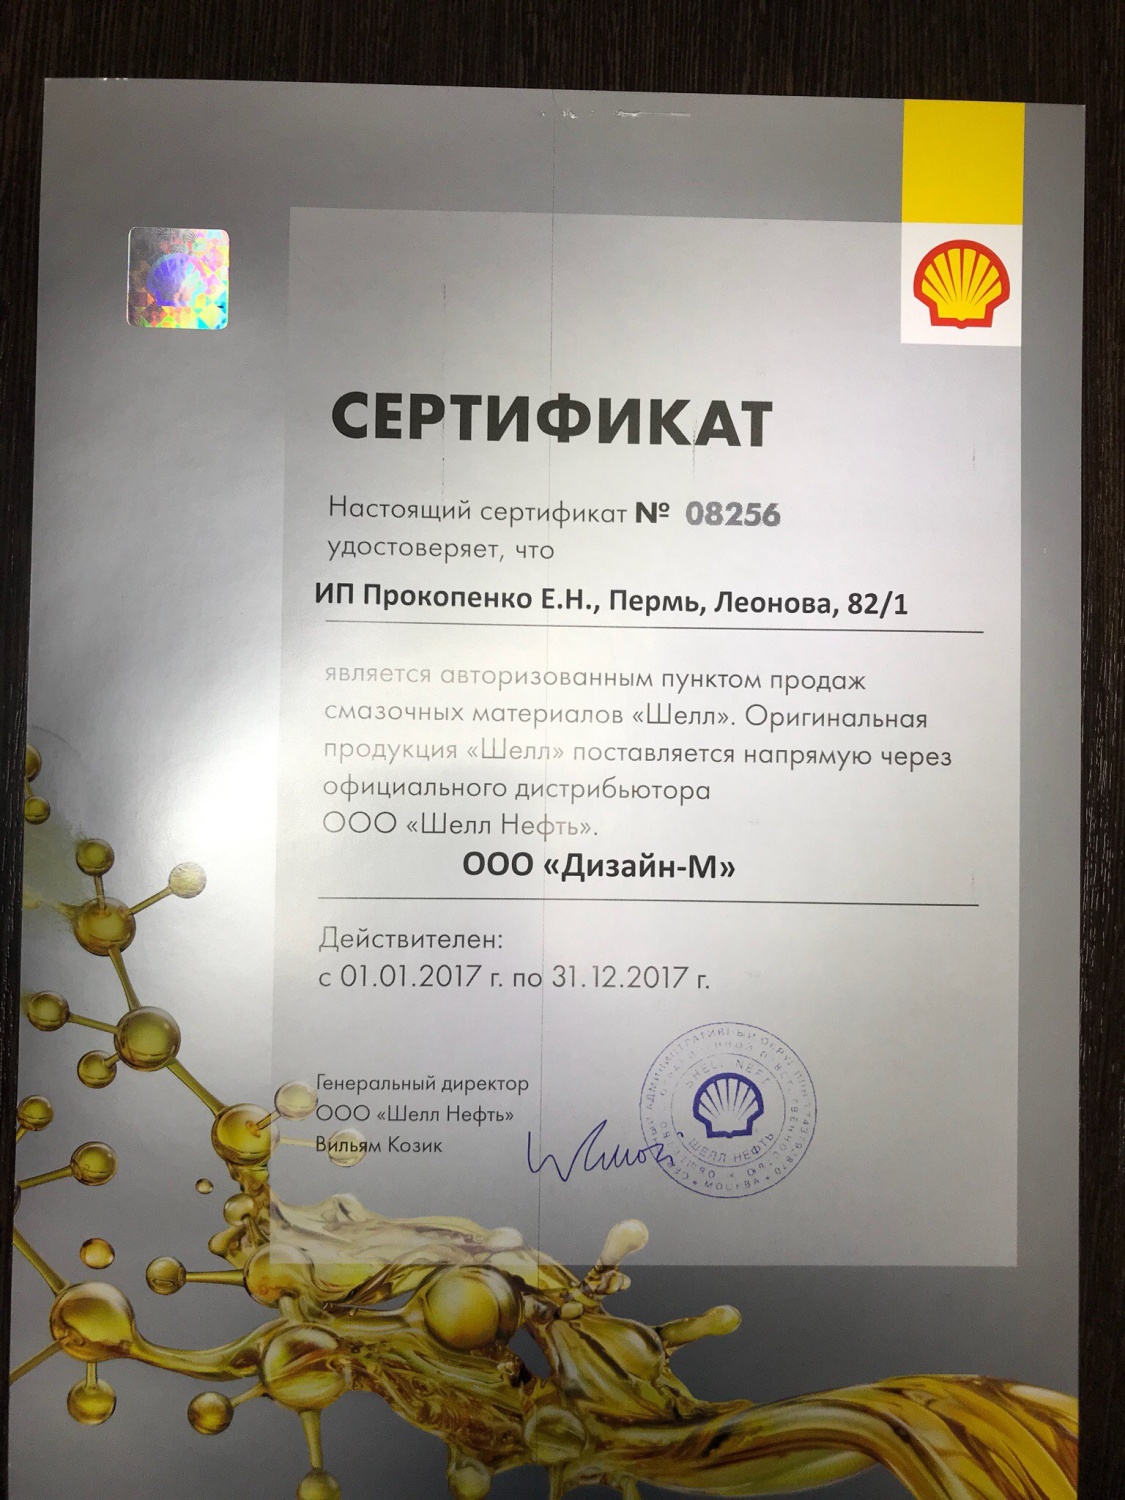 СЕРТИФИКАТ
Настоящий сертификат № 08256
удостоверяет, что
ИП Прокопенко Е.Н., Пермь, Леонова, 82/1
является авторизованным пунктом продаж
смазочных материалов «Шелл». Оригинальная
продукция «Шелл» поставляется напрямую через
официального дистрибьютора
ООО «Шелл Нефть».
ООО «Дизайн-М»
Действителен:
с 01.01.2017 г. по 31.12.2017 г.
Генеральный директор
ООО «Шелл Нефть»
Вильям Козик
SHELL NEFT
ШЕЛЛ НЕФТЬ
МОСКВА